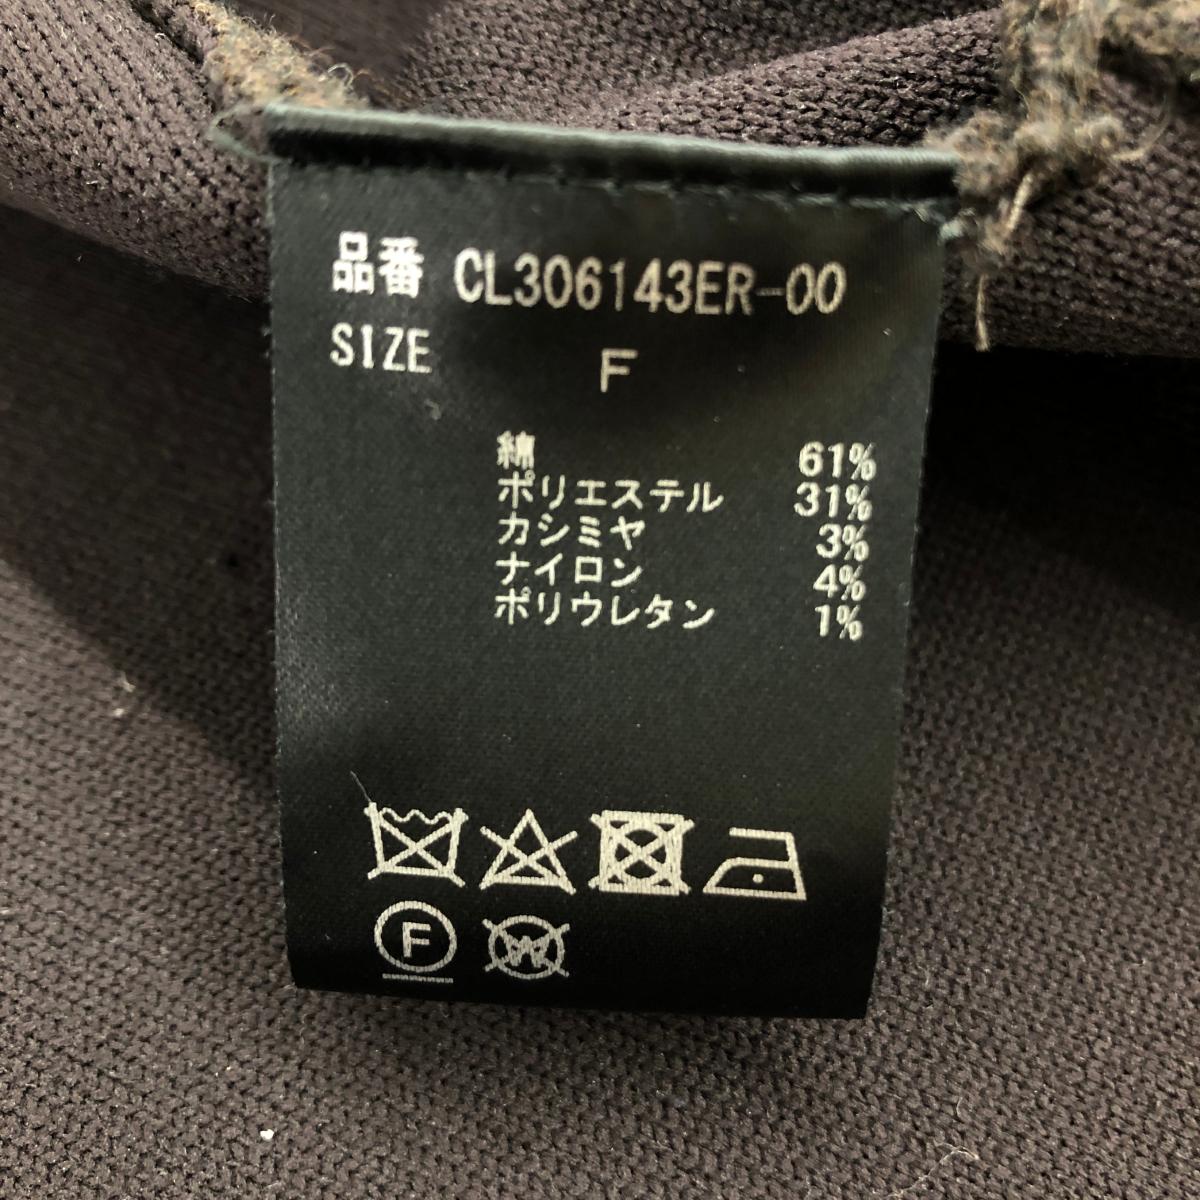 品番 CL306143ER-00
SIZE F
綿 61%
ポリエステル 31%
カシミヤ 3%
ナイロン 4%
ポリウレタン 1%
F W